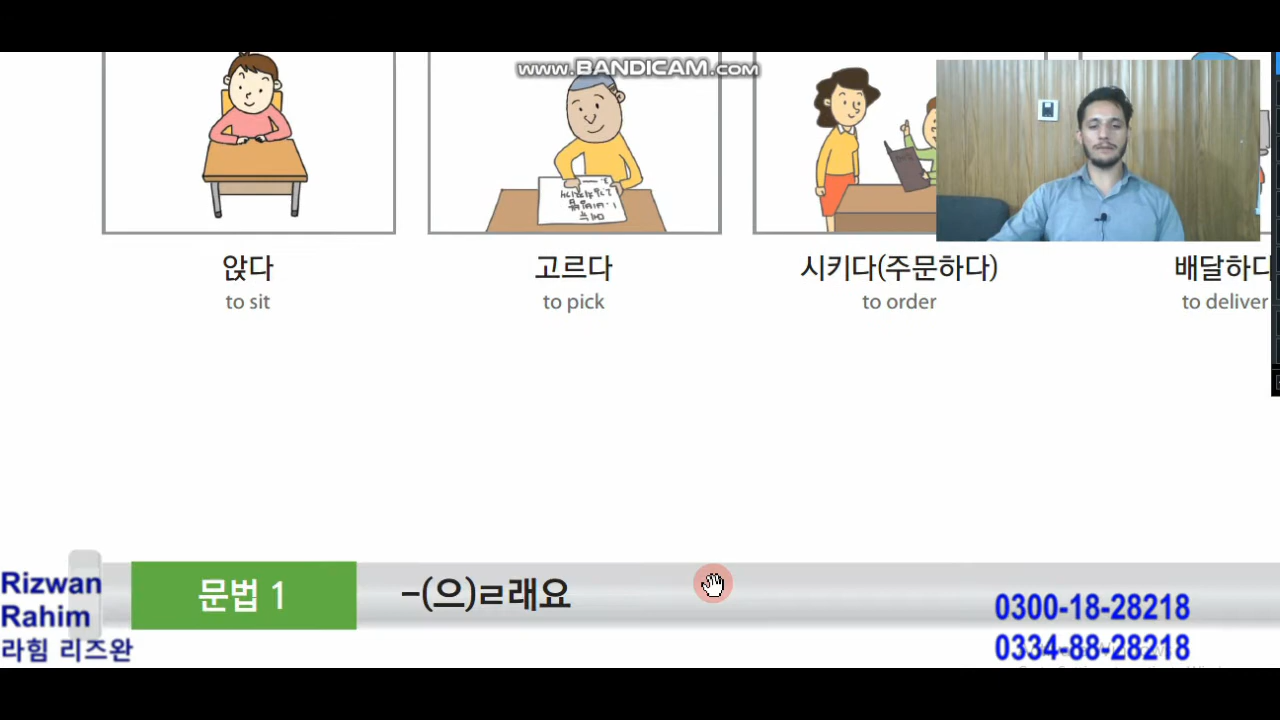 www.BANDICAM.com
앉다
고르다
시키다(주문하다)
배달하다
to sit
to pick
to order
to deliver
문법 1
-(으)ㄹ래요
Rizwan
Rahim
라힘 리즈완
0300-18-28218
0334-88-28218